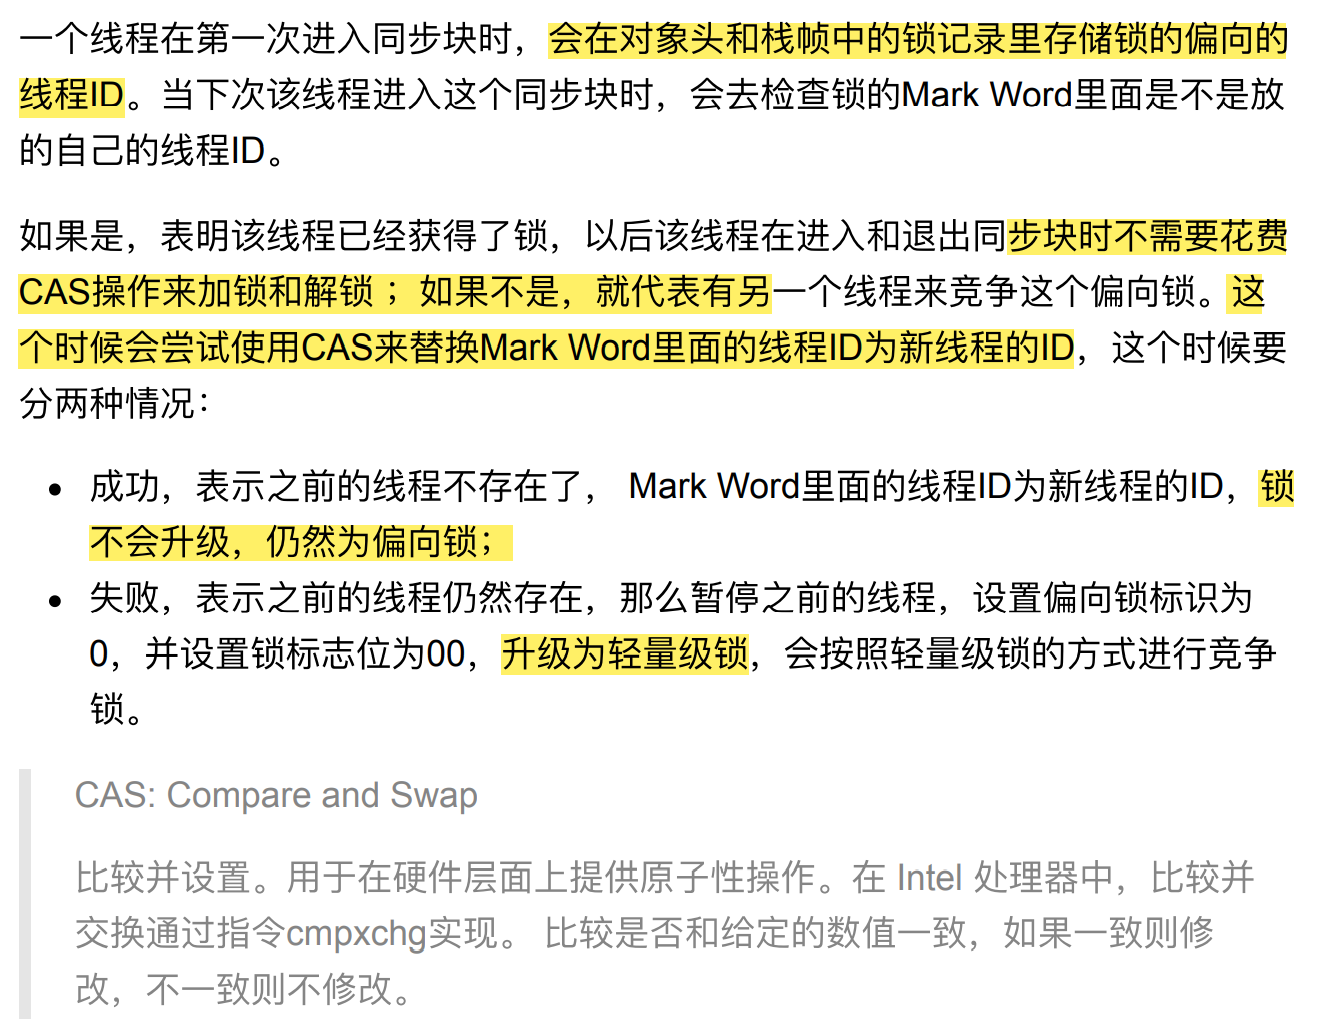 一个线程在第一次进入同步块时，会在对象头和栈帧中的锁记录里存储锁的偏向的
线程ID。当下次该线程进入这个同步块时，会去检查锁的Mark Word里面是不是放
的自己的线程ID。
如果是，表明该线程已经获得了锁，以后该线程在进入和退出同步块时不需要花费
CAS操作来加锁和解锁 ；如果不是，就代表有另一个线程来竞争这个偏向锁。这
个时候会尝试使用CAS来替换Mark Word里面的线程ID为新线程的ID，这个时候要
分两种情况：
• 成功，表示之前的线程不存在了， Mark Word里面的线程ID为新线程的ID，锁
不会升级，仍然为偏向锁；
• 失败，表示之前的线程仍然存在，那么暂停之前的线程，设置偏向锁标识为
0，并设置锁标志位为00，升级为轻量级锁，会按照轻量级锁的方式进行竞争
锁。
CAS: Compare and Swap
比较并设置。用于在硬件层面上提供原子性操作。在 Intel 处理器中，比较并
交换通过指令cmpxchg实现。 比较是否和给定的数值一致，如果一致则修
改，不一致则不修改。